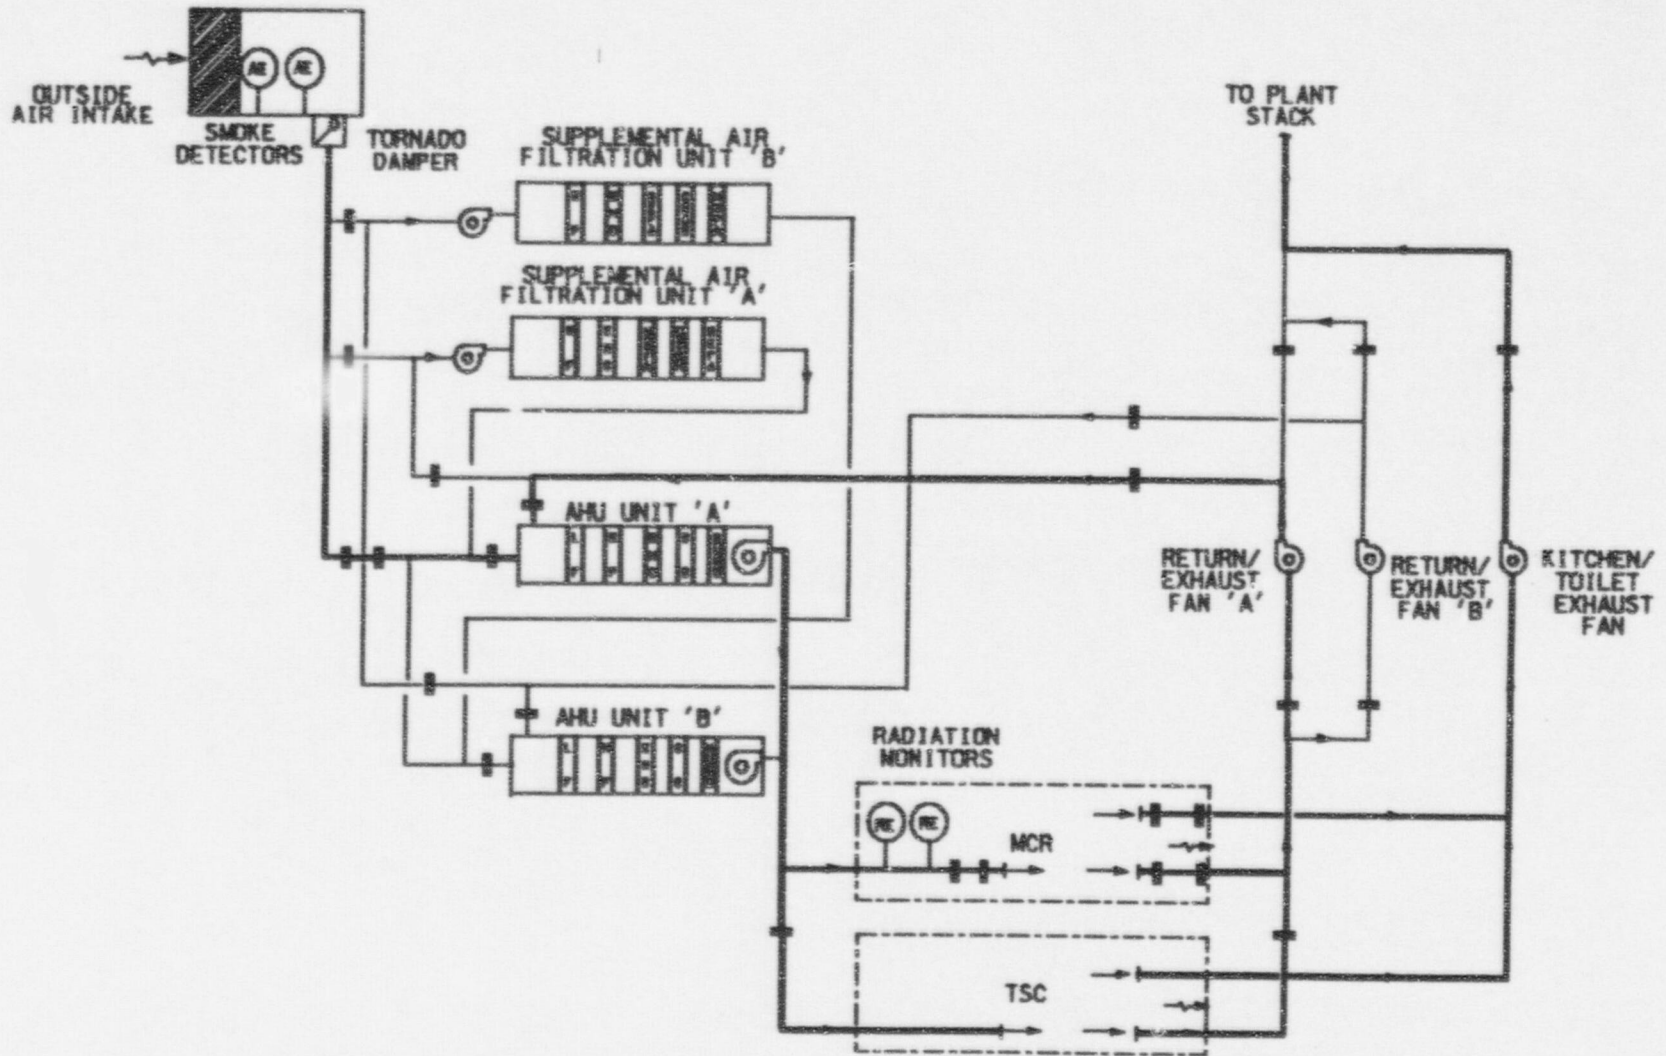 OUTSIDE
AIR INTAKE
AE
AE
SMOKE
DETECTORS
TORNADO
DAMPER
TO PLANT
STACK
SUPPLEMENTAL AIR
FILTRATION UNIT 'B'
SUPPLEMENTAL AIR
FILTRATION UNIT 'A'
AHU UNIT 'A'
RETURN/
EXHAUST
FAN 'A'
RETURN/
EXHAUST
FAN 'B'
KITCHEN/
TOILET
EXHAUST
FAN
AHU UNIT 'B'
RADIATION
MONITORS
RE
RE
MCR
TSC